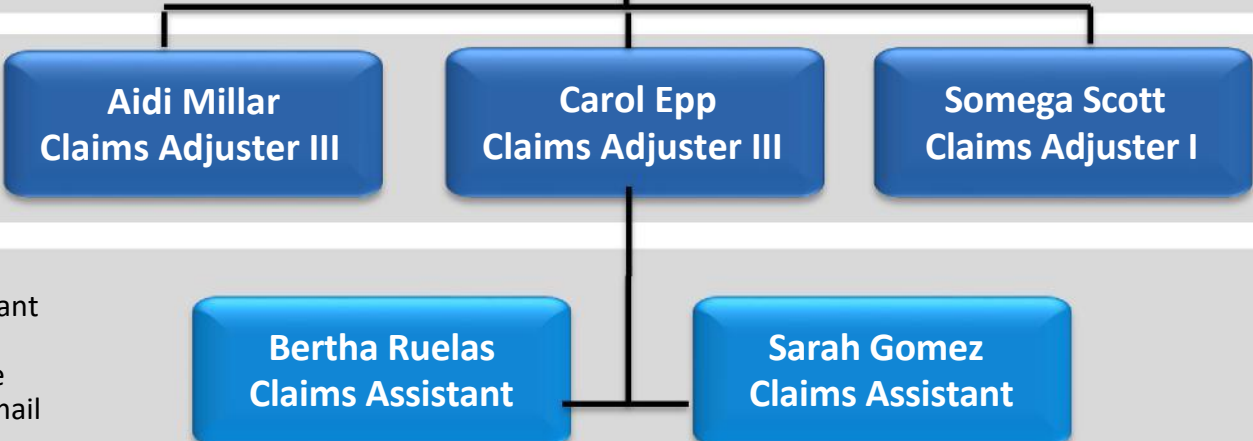 Aidi Millar
Claims Adjuster III
Carol Epp
Claims Adjuster III
Somega Scott
Claims Adjuster I
Bertha Ruelas
Claims Assistant
Sarah Gomez
Claims Assistant